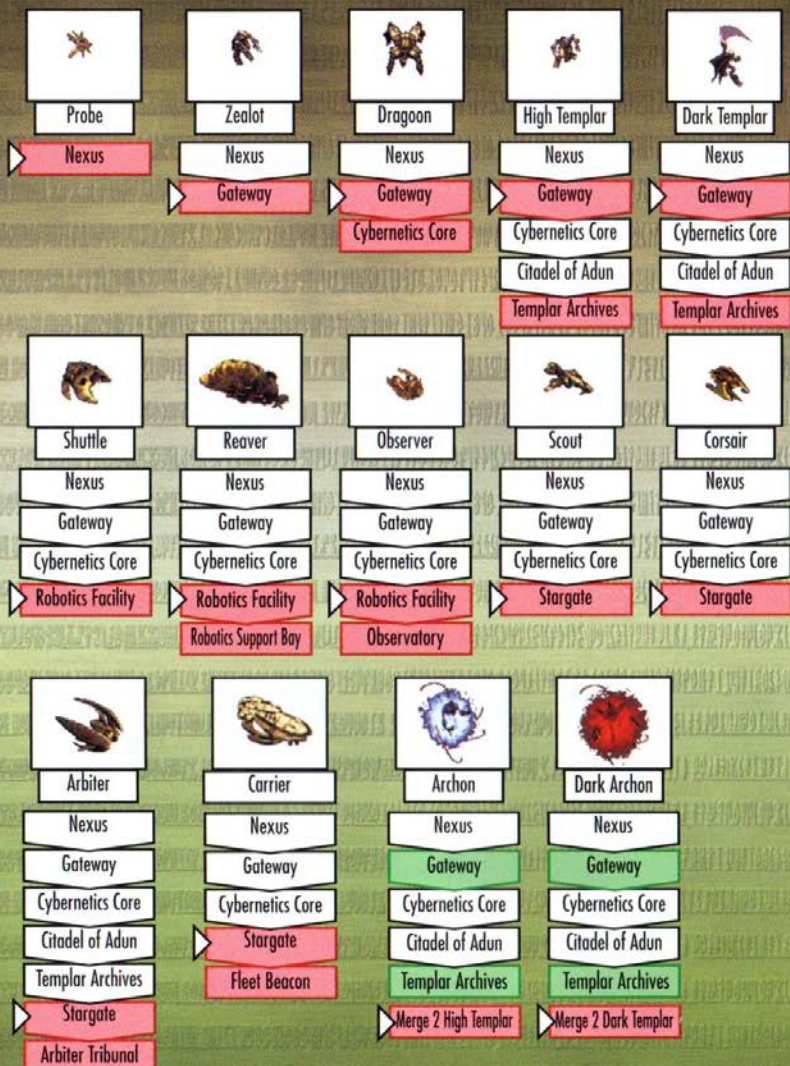 Probe
Nexus
Zealot
Nexus
Gateway
Dragoon
Nexus
Gateway
Cybernetics Core
High Templar
Nexus
Gateway
Cybernetics Core
Citadel of Adun
Templar Archives
Dark Templar
Nexus
Gateway
Cybernetics Core
Citadel of Adun
Templar Archives
Shuttle
Nexus
Gateway
Cybernetics Core
Robotics Facility
Reaver
Nexus
Gateway
Cybernetics Core
Robotics Facility
Robotics Support Bay
Observer
Nexus
Gateway
Cybernetics Core
Robotics Facility
Observatory
Scout
Nexus
Gateway
Cybernetics Core
Stargate
Corsair
Nexus
Gateway
Cybernetics Core
Stargate
Arbiter
Nexus
Gateway
Cybernetics Core
Citadel of Adun
Templar Archives
Stargate
Arbiter Tribunal
Carrier
Nexus
Gateway
Cybernetics Core
Stargate
Fleet Beacon
Archon
Nexus
Gateway
Cybernetics Core
Citadel of Adun
Templar Archives
Merge 2 High Templar
Dark Archon
Nexus
Gateway
Cybernetics Core
Citadel of Adun
Templar Archives
Merge 2 Dark Templar